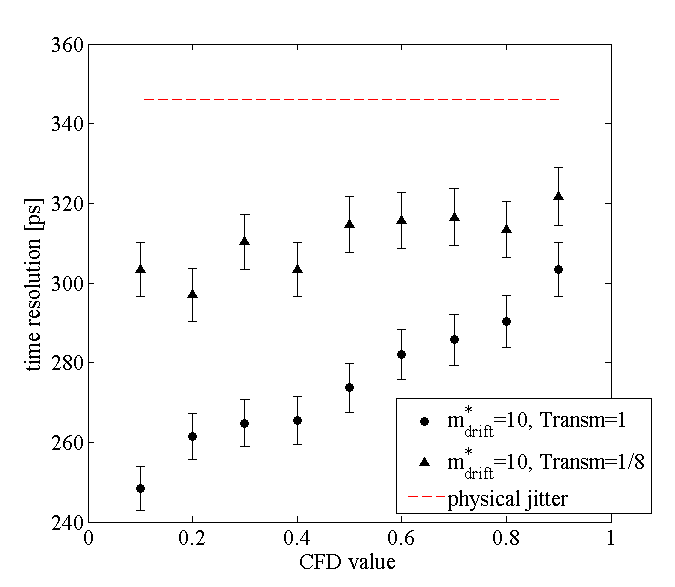 360
340
320
300
280
260
240
time resolution [ps]
0 0.2 0.4 0.6 0.8 1
CFD value
m*drift=10, Transm=1
m*drift=10, Transm=1/8
physical jitter